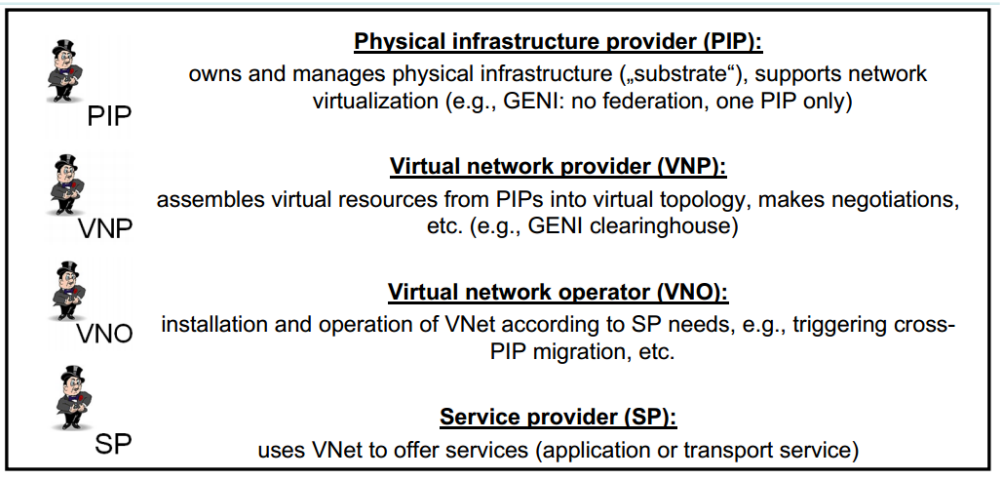 Physical infrastructure provider (PIP):
owns and manages physical infrastructure („substrate“), supports network
virtualization (e.g., GENI: no federation, one PIP only)
PIP
Virtual network provider (VNP):
assembles virtual resources from PIPs into virtual topology, makes negotiations,
etc. (e.g., GENI clearinghouse)
VNP
Virtual network operator (VNO):
installation and operation of VNet according to SP needs, e.g., triggering cross-
PIP migration, etc.
VNO
Service provider (SP):
uses VNet to offer services (application or transport service)
SP